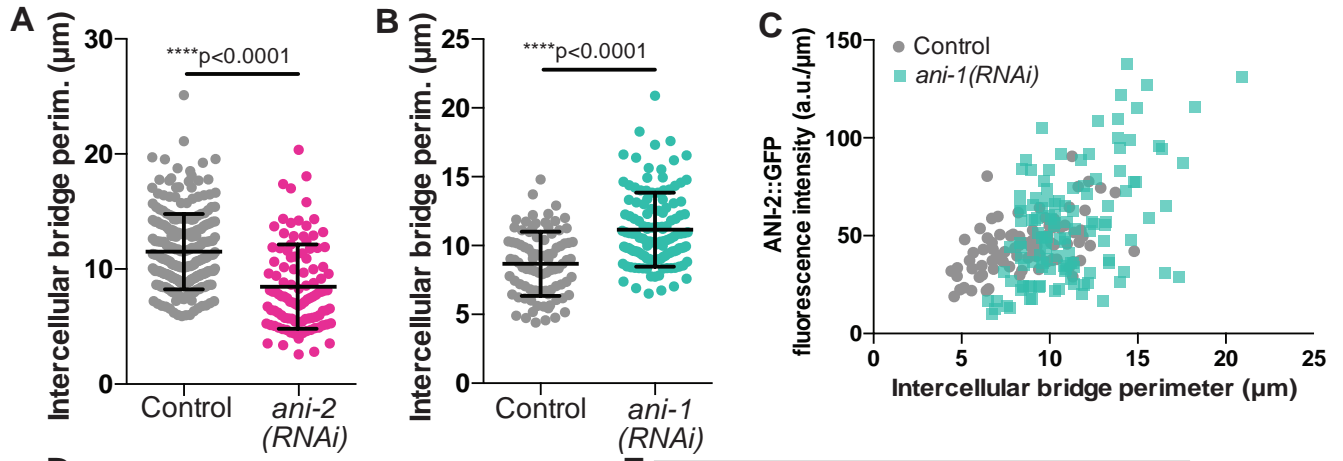 A
Intercellular bridge perim. (μm)
30
20
10
0
****p<0.0001
Control
ani-2
(RNAi)
B
Intercellular bridge perim. (μm)
25
20
15
10
5
0
****p<0.0001
Control
ani-1
(RNAi)
C
ANI-2::GFP
fluorescence intensity (a.u./μm)
150
100
50
0
Control
ani-1(RNAi)
0 5 10 15 20 25
Intercellular bridge perimeter (μm)